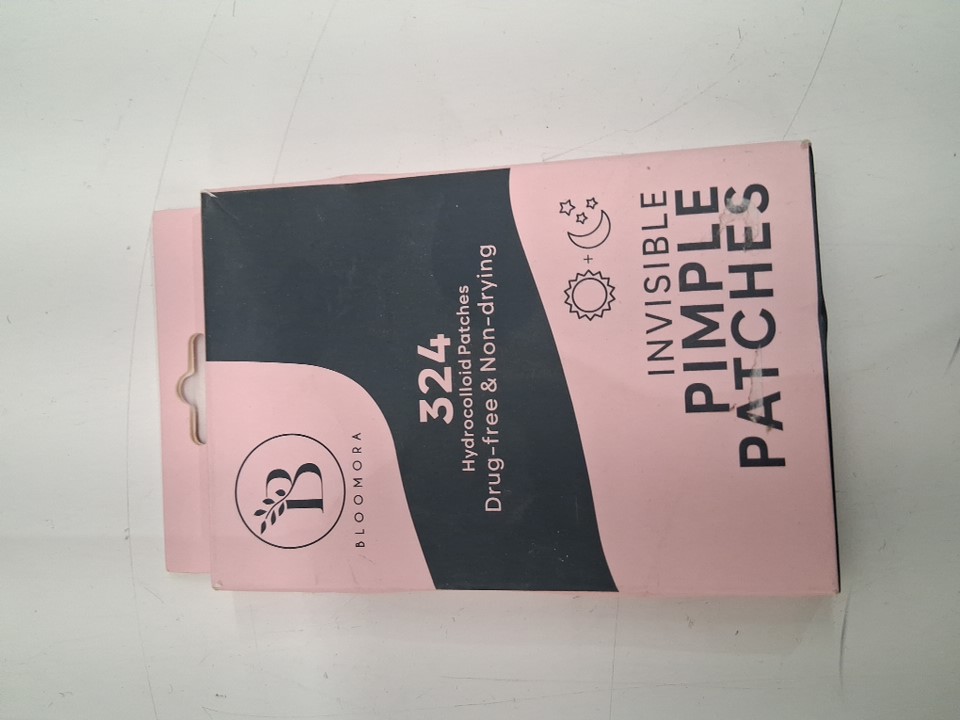 B
BLOOMORA
324
Hydrocolloid Patches
Drug-free & Non-drying
INVISIBLE
PIMPLE
PATCHES